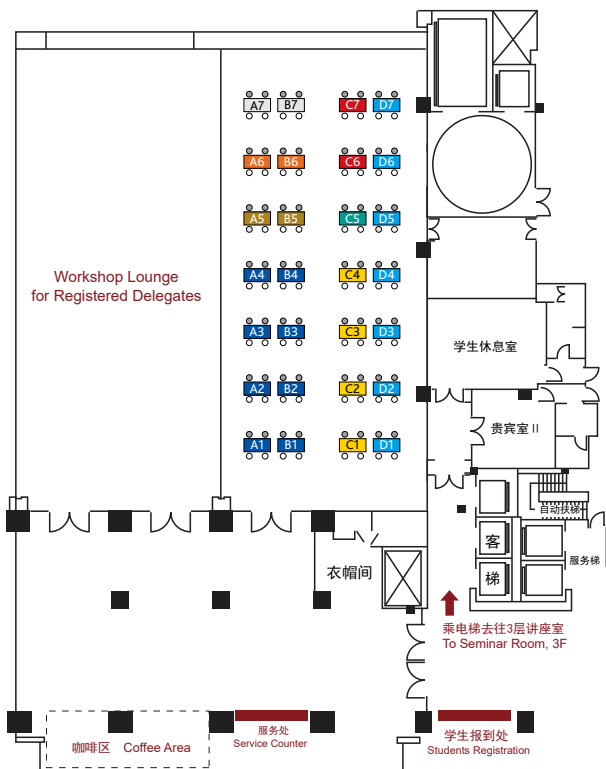 A7 B7 C7 D7
A6 B6 C6 D6
A5 B5 C5 D5
Workshop Lounge
for Registered Delegates
A4 B4 C4 D4
A3 B3 C3 D3
学生休息室
A2 B2 C2 D2
贵宾室Ⅱ
A1 B1 C1 D1
自动扶梯
客
梯
服务梯
衣帽间
乘电梯去往3层讲座室
To Seminar Room, 3F
咖啡区 Coffee Area
服务处
Service Counter
学生报到处
Students Registration